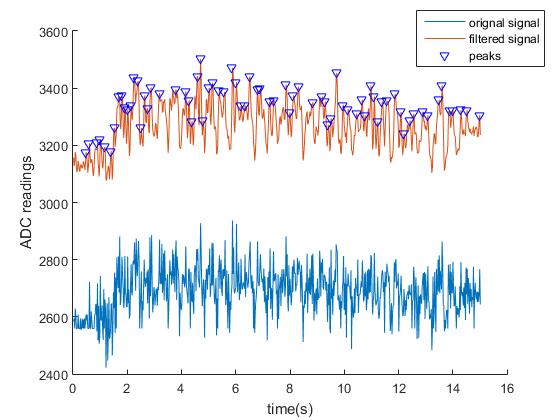 orignal signal
filtered signal
peaks
3600
3400
3200
3000
2800
2600
2400
ADC readings
0 2 4 6 8 10 12 14 16
time(s)